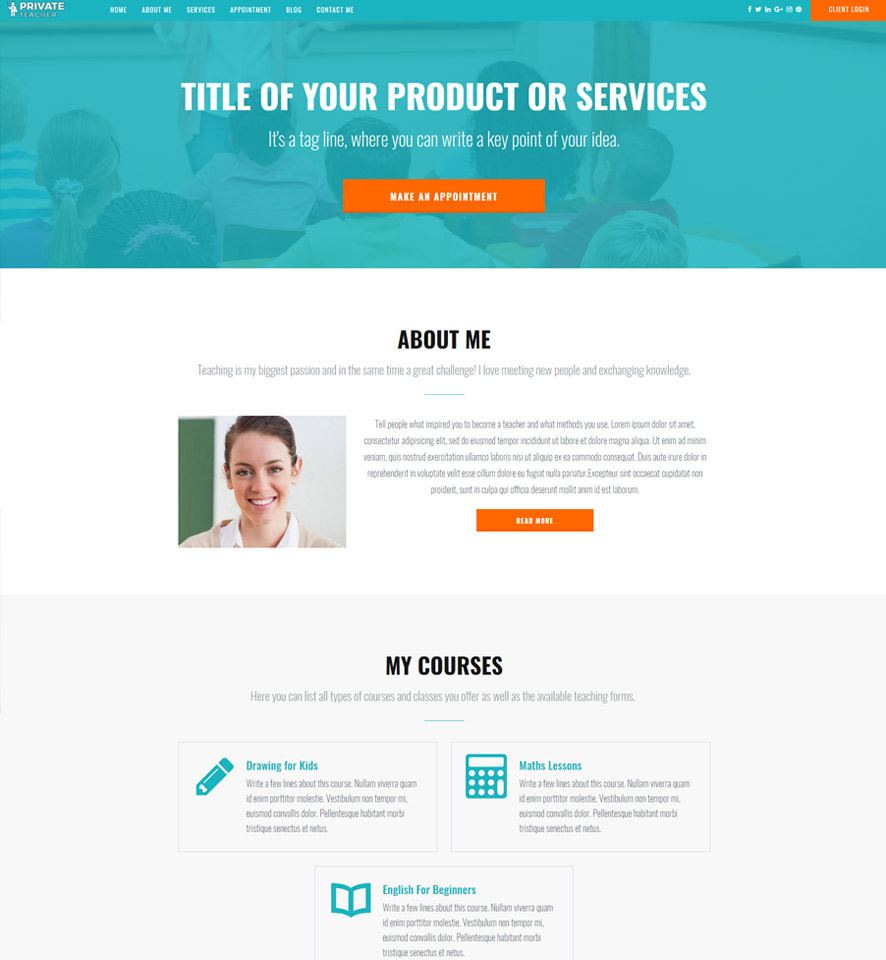 PRIVATE
TEACHER
HOME ABOUT ME SERVICES APPOINTMENT BLOG CONTACT ME
CLIENT LOGIN
TITLE OF YOUR PRODUCT OR SERVICES
It's a tag line, where you can write a key point of your idea.
MAKE AN APPOINTMENT
ABOUT ME
Teaching is my biggest passion and in the same time a great challenge! I love meeting new people and exchanging knowledge.
Tell people what inspired you to become a teacher and what methods you use. Lorem ipsum dolor sit amet,
consectetur adipisicing elit, sed do eiusmod tempor incididunt ut labore et dolore magna aliqua. Ut enim ad minim
veniam, quis nostrud exercitation ullamco laboris nisi ut aliquip ex ea commodo consequat. Duis aute irure dolor in
reprehenderit in voluptate velit esse cillum dolore eu fugiat nulla pariatur.Excepteur sint occaecat cupidatat non
proident, sunt in culpa qui officia deserunt mollit anim id est laborum.
READ MORE
MY COURSES
Here you can list all types of courses and classes you offer as well as the available teaching forms.
Drawing for Kids
Write a few lines about this course. Nullam viverra quam
id enim porttitor molestie. Vestibulum non tempor mi,
euismod convallis dolor. Pellentesque habitant morbi
tristique senectus et netus.
Maths Lessons
Write a few lines about this course. Nullam viverra quam
id enim porttitor molestie. Vestibulum non tempor mi,
euismod convallis dolor. Pellentesque habitant morbi
tristique senectus et netus.
English For Beginners
Write a few lines about this course. Nullam viverra quam
id enim porttitor molestie. Vestibulum non tempor mi,
euismod convallis dolor. Pellentesque habitant morbi
tristique senectus et netus.